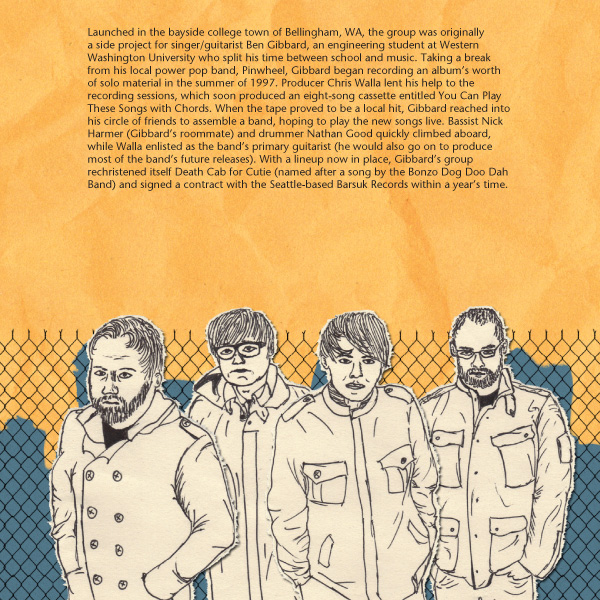 Launched in the bayside college town of Bellingham, WA, the group was originally
a side project for singer/guitarist Ben Gibbard, an engineering student at Western
Washington University who split his time between school and music. Taking a break
from his local power pop band, Pinwheel, Gibbard began recording an album's worth
of solo material in the summer of 1997. Producer Chris Walla lent his help to the
recording sessions, which soon produced an eight-song cassette entitled You Can Play
These Songs with Chords. When the tape proved to be a local hit, Gibbard reached into
his circle of friends to assemble a band, hoping to play the new songs live. Bassist Nick
Harmer (Gibbard's roommate) and drummer Nathan Good quickly climbed aboard,
while Walla enlisted as the band's primary guitarist (he would also go on to produce
most of the band's future releases). With a lineup now in place, Gibbard's group
rechristened itself Death Cab for Cutie (named after a song by the Bonzo Dog Doo Dah
Band) and signed a contract with the Seattle-based Barsuk Records within a year's time.